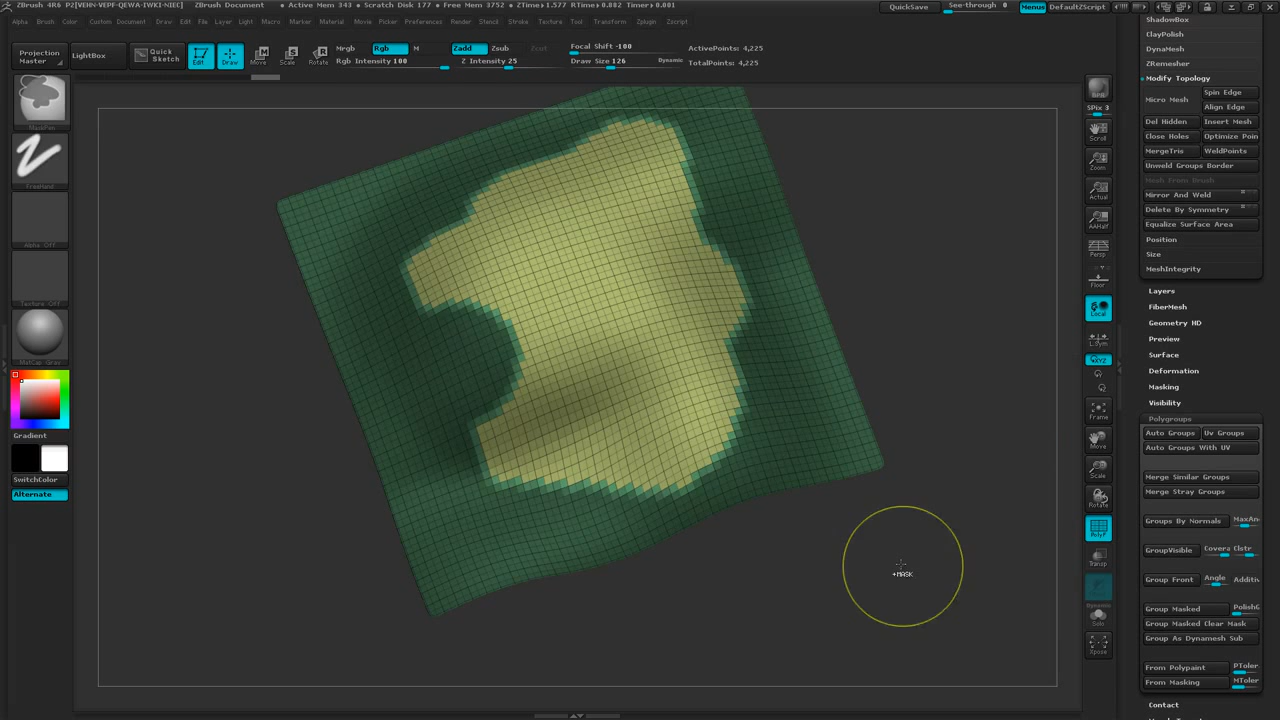 ZBrush 4R6 P2[VEHN-VEPF-QEWA-IWKI-NIEC] ZBrush Document • Active Mem 343 • Scratch Disk 177 • Free Mem 3752 • ZTime▸1.577 RTime▸0.882 Timer▸0.001 QuickSave See-through 0 Menus DefaultZScript
Alpha Brush Color Document Draw Edit File Layer Light Macro Marker Material Movie Picker Preferences Render Stencil Stroke Texture Tool Transform Zplugin Zscript
Projection Master
LightBox
Quick Sketch
Edit
Draw
Move
Scale
Rotate
Mrgb Rgb M
Rgb Intensity 100
Zadd Zsub Zcut
Z Intensity 25
Focal Shift -100
Draw Size 126 Dynamic
ActivePoints: 4,225
TotalPoints: 4,225
MaskPen
FreeHand
Alpha Off
Texture Off
MatCap Gray
Gradient
SwitchColor
Alternate
+MASK
BPR
SPix 3
Scroll
Zoom
Actual
AAHalf
Persp
Floor
Local
L.Sym
XYZ
Frame
Move
Scale
Rotate
PolyF
Transp
Dynamic
Solo
Xpose
ShadowBox
ClayPolish
DynaMesh
ZRemesher
Modify Topology
Micro Mesh
Spin Edge
Align Edge
Del Hidden Insert Mesh
Close Holes Optimize Poin
MergeTris WeldPoints
Unweld Groups Border
Mesh From Brush
Mirror And Weld
Delete By Symmetry
Equalize Surface Area
Position
Size
MeshIntegrity
Layers
FiberMesh
Geometry HD
Preview
Surface
Deformation
Masking
Visibility
Polygroups
Auto Groups Uv Groups
Auto Groups With UV
Merge Similar Groups
Merge Stray Groups
Groups By Normals MaxAn
GroupVisible Covera Clstr
Group Front Angle Additi
Group Masked PolishG
Group Masked Clear Mask
Group As Dynamesh Sub
From Polypaint PToler
From Masking MToler
Contact